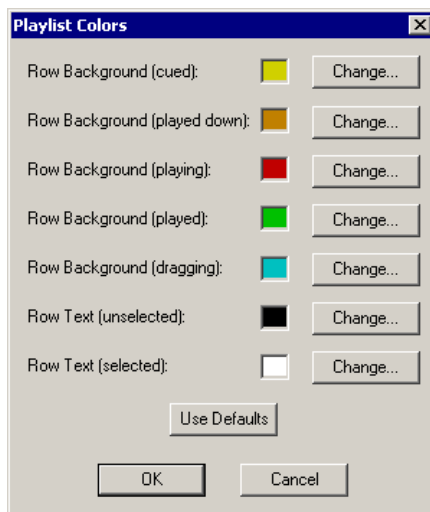 Playlist Colors
Row Background (cued): Change...
Row Background (played down): Change...
Row Background (playing): Change...
Row Background (played): Change...
Row Background (dragging): Change...
Row Text (unselected): Change...
Row Text (selected): Change...
Use Defaults
OK Cancel